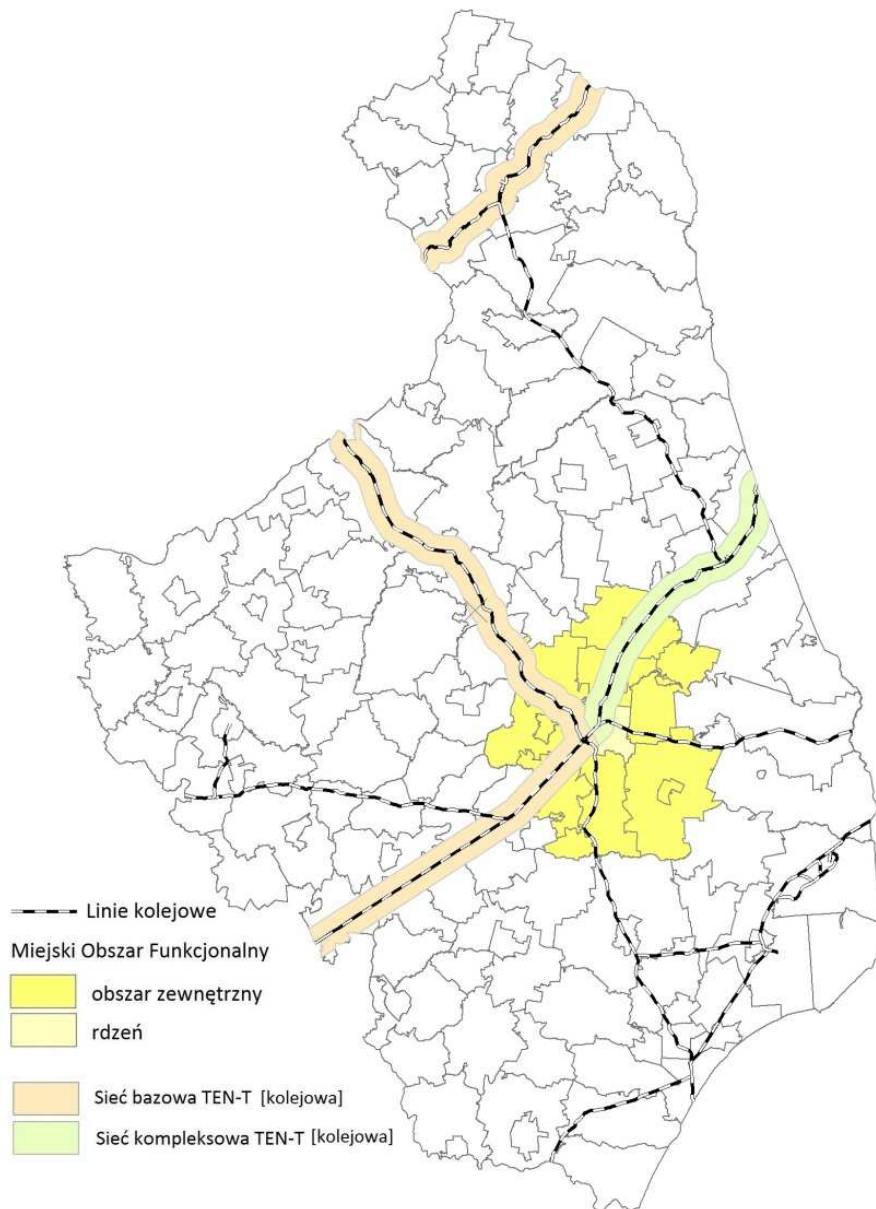 Linie kolejowe
Miejski Obszar Funkcjonalny
obszar zewnętrzny
rdzeń
Sieć bazowa TEN-T [kolejowa]
Sieć kompleksowa TEN-T [kolejowa]